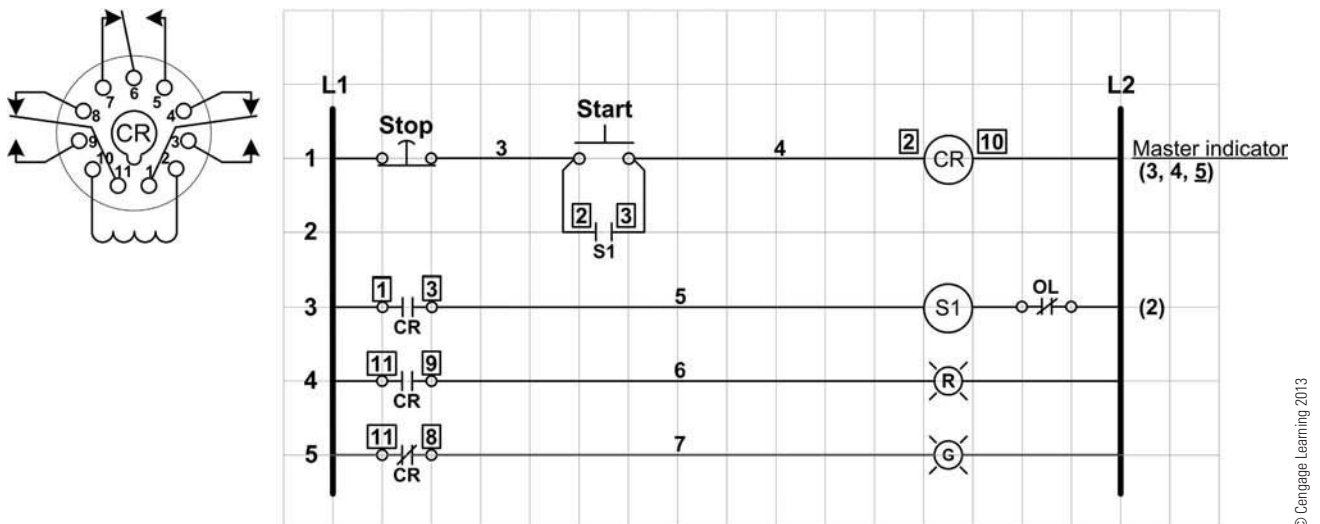 7 6 5
8 4
CR
9 3
10 2
11 1
L1 L2
Stop Start
1 3 4 2 CR 10 Master indicator
(3, 4, 5)
2 2 3
S1
3 1 3 5 S1 OL (2)
CR
4 11 9 6 R
CR
5 11 8 7 G
CR
© Cengage Learning 2013